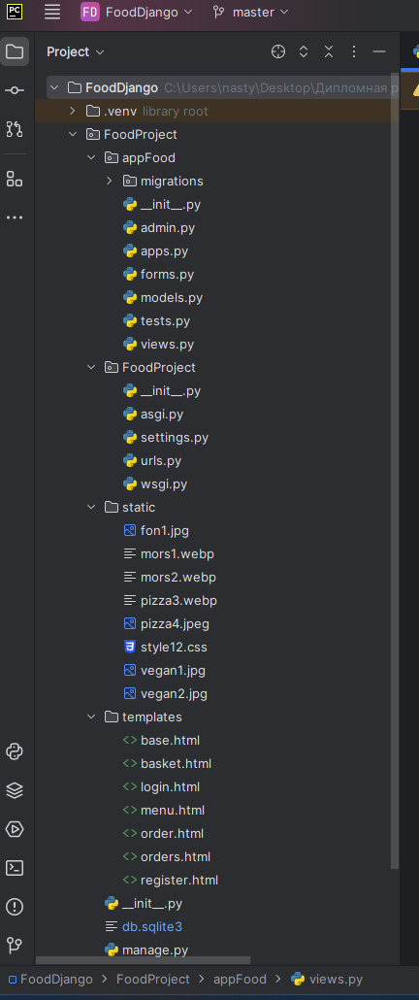 PC FD FoodDjango master
Project
FoodDjango C:\Users\nasty\Desktop\Дипломная р
.venv library root
FoodProject
appFood
migrations
__init__.py
admin.py
apps.py
forms.py
models.py
tests.py
views.py
FoodProject
__init__.py
asgi.py
settings.py
urls.py
wsgi.py
static
fon1.jpg
mors1.webp
mors2.webp
pizza3.webp
pizza4.jpeg
style12.css
vegan1.jpg
vegan2.jpg
templates
base.html
basket.html
login.html
menu.html
order.html
orders.html
register.html
__init__.py
db.sqlite3
manage.py
FoodDjango > FoodProject > appFood > views.py